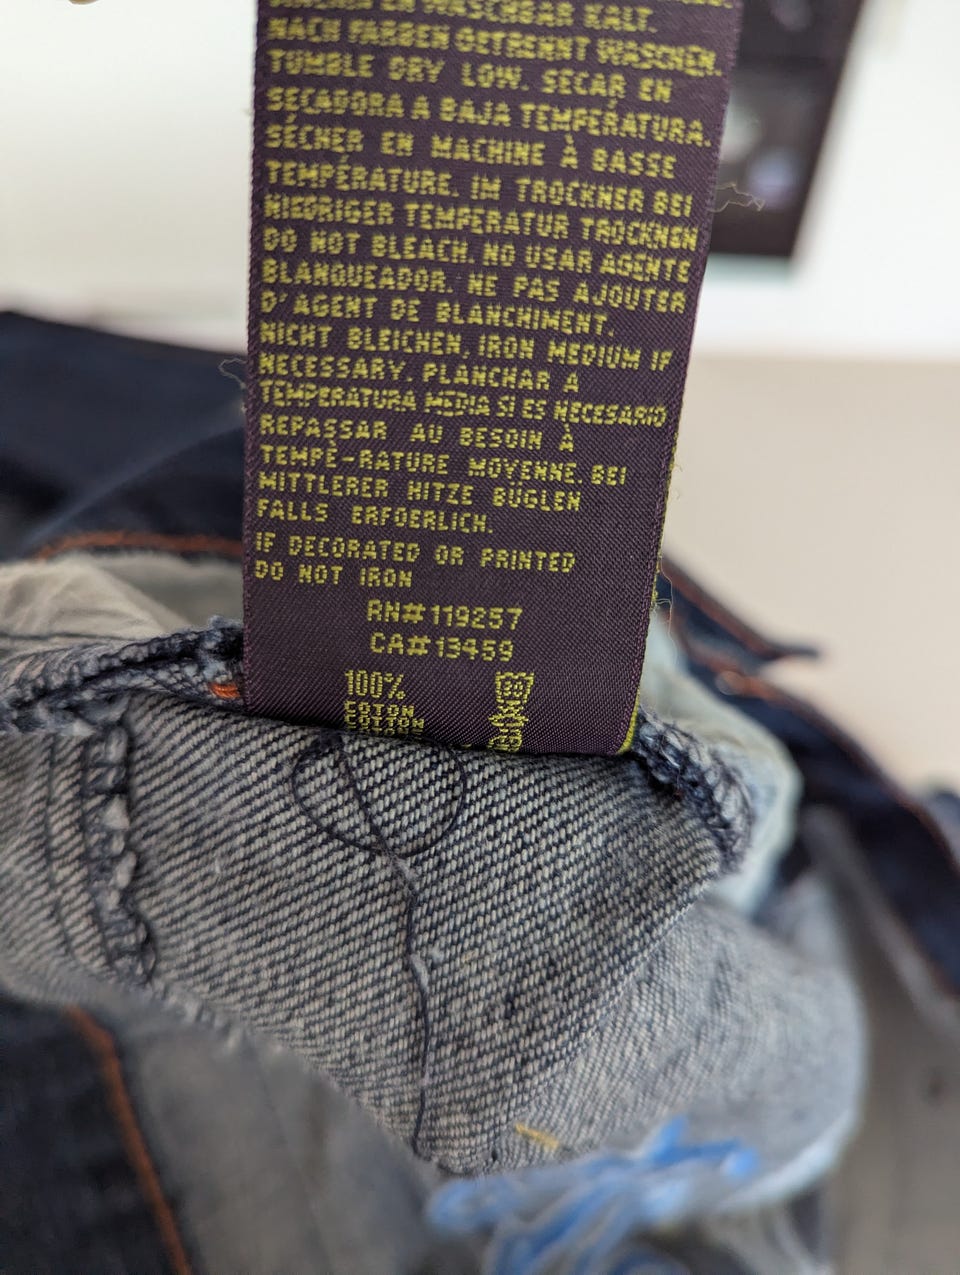 WASCHBAR KALT.
NACH FARBEN GETRENNT WASCHEN.
TUMBLE DRY LOW. SECAR EN
SECADORA A BAJA TEMPERATURA.
SÉCHER EN MACHINE À BASSE
TEMPÉRATURE. IM TROCKNER BEI
NIEDRIGER TEMPERATUR TROCKNEN
DO NOT BLEACH. NO USAR AGENTE
BLANQUEADOR. NE PAS AJOUTER
D'AGENT DE BLANCHIMENT.
NICHT BLEICHEN. IRON MEDIUM IF
NECESSARY. PLANCHAR A
TEMPERATURA MEDIA SI ES NECESARIO
REPASSAR AU BESOIN À
TEMPÉ-RATURE MOYENNE. BEI
MITTLERER HITZE BÜGLEN
FALLS ERFOERLICH.
IF DECORATED OR PRINTED
DO NOT IRON
RN#119257
CA#13459
100%
COTON
COTTON